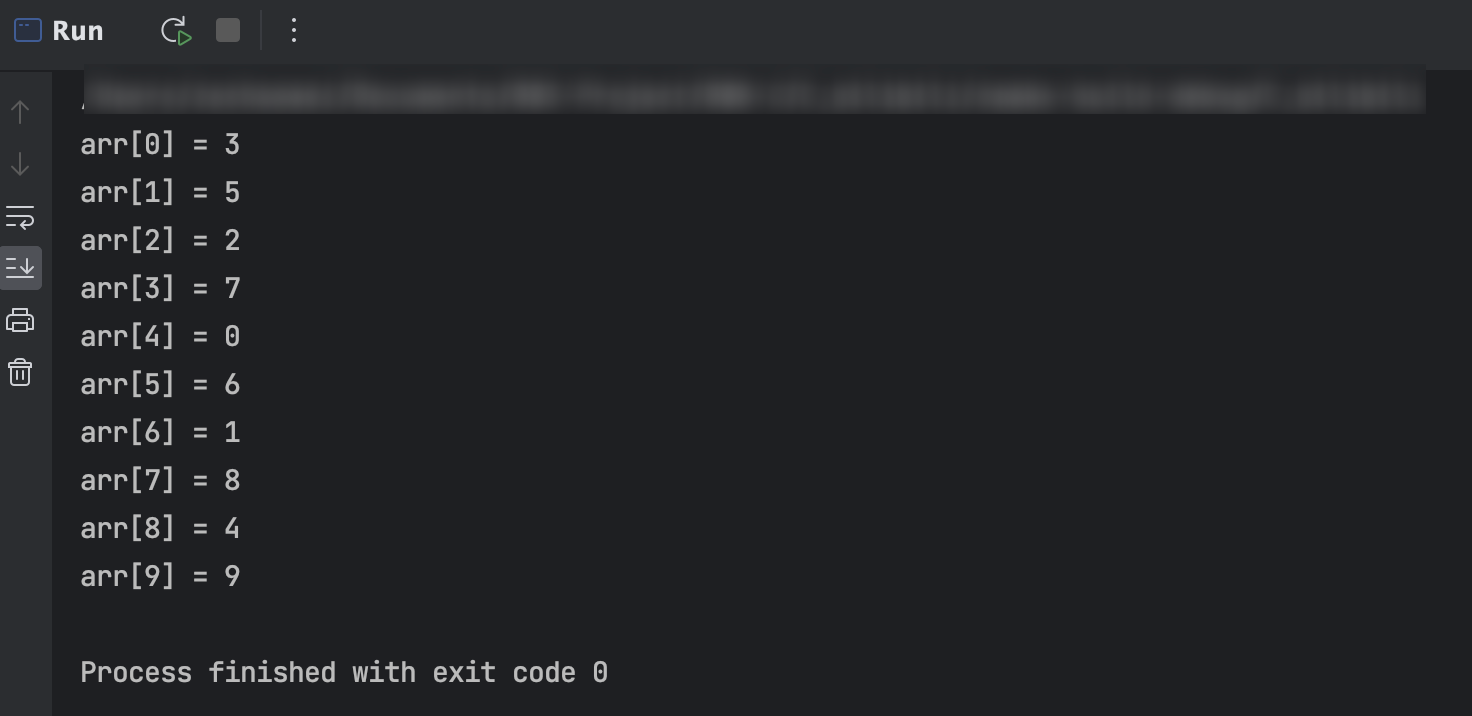 Run
arr[0] = 3
arr[1] = 5
arr[2] = 2
arr[3] = 7
arr[4] = 0
arr[5] = 6
arr[6] = 1
arr[7] = 8
arr[8] = 4
arr[9] = 9
Process finished with exit code 0